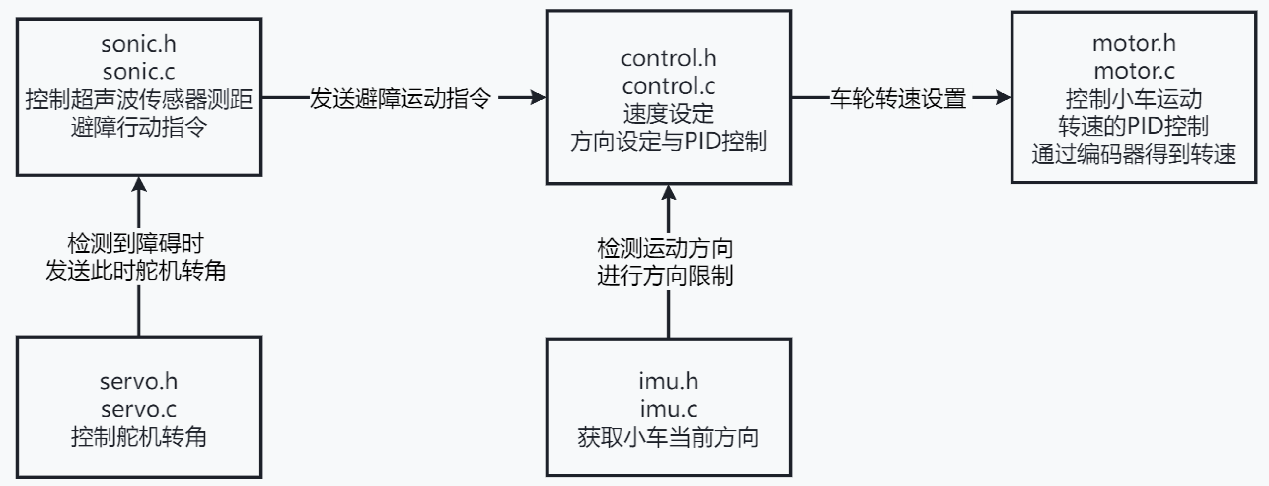 sonic.h
sonic.c
控制超声波传感器测距
避障行动指令
发送避障运动指令
control.h
control.c
速度设定
方向设定与PID控制
车轮转速设置
motor.h
motor.c
控制小车运动
转速的PID控制
通过编码器得到转速
检测到障碍时
发送此时舵机转角
检测运动方向
进行方向限制
servo.h
servo.c
控制舵机转角
imu.h
imu.c
获取小车当前方向